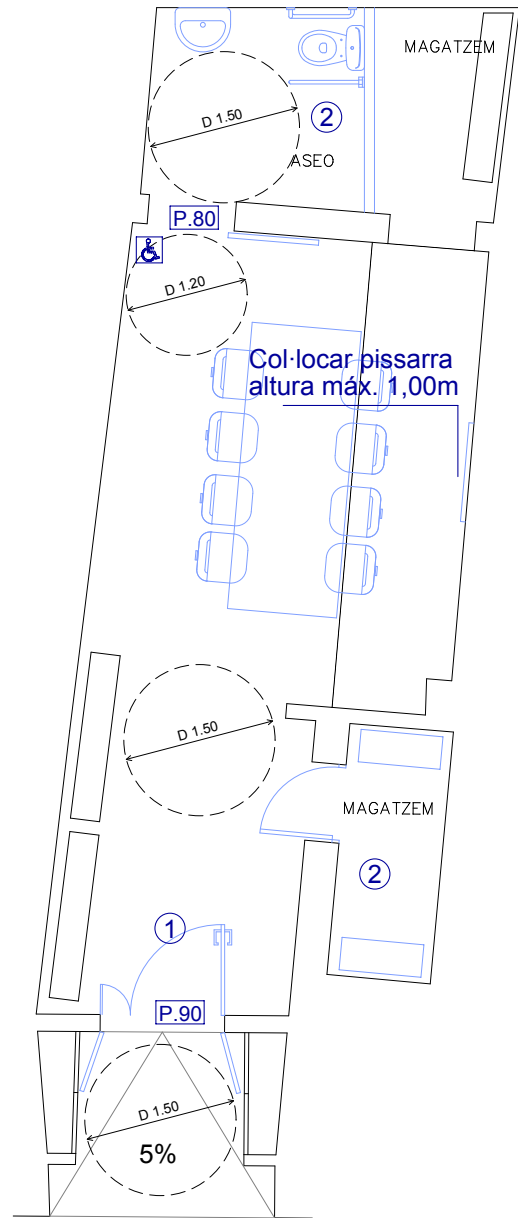 MAGATZEM
D 1.50
2
ASEO
P.80
D 1.20
Col·locar pissarra
altura máx. 1,00m
D 1.50
MAGATZEM
2
1
P.90
D 1.50
5%